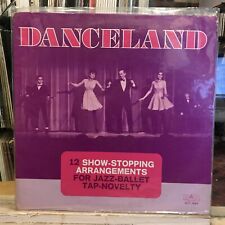 DANCELAND
12 SHOW-STOPPING
ARRANGEMENTS
FOR JAZZ-BALLET
TAP-NOVELTY